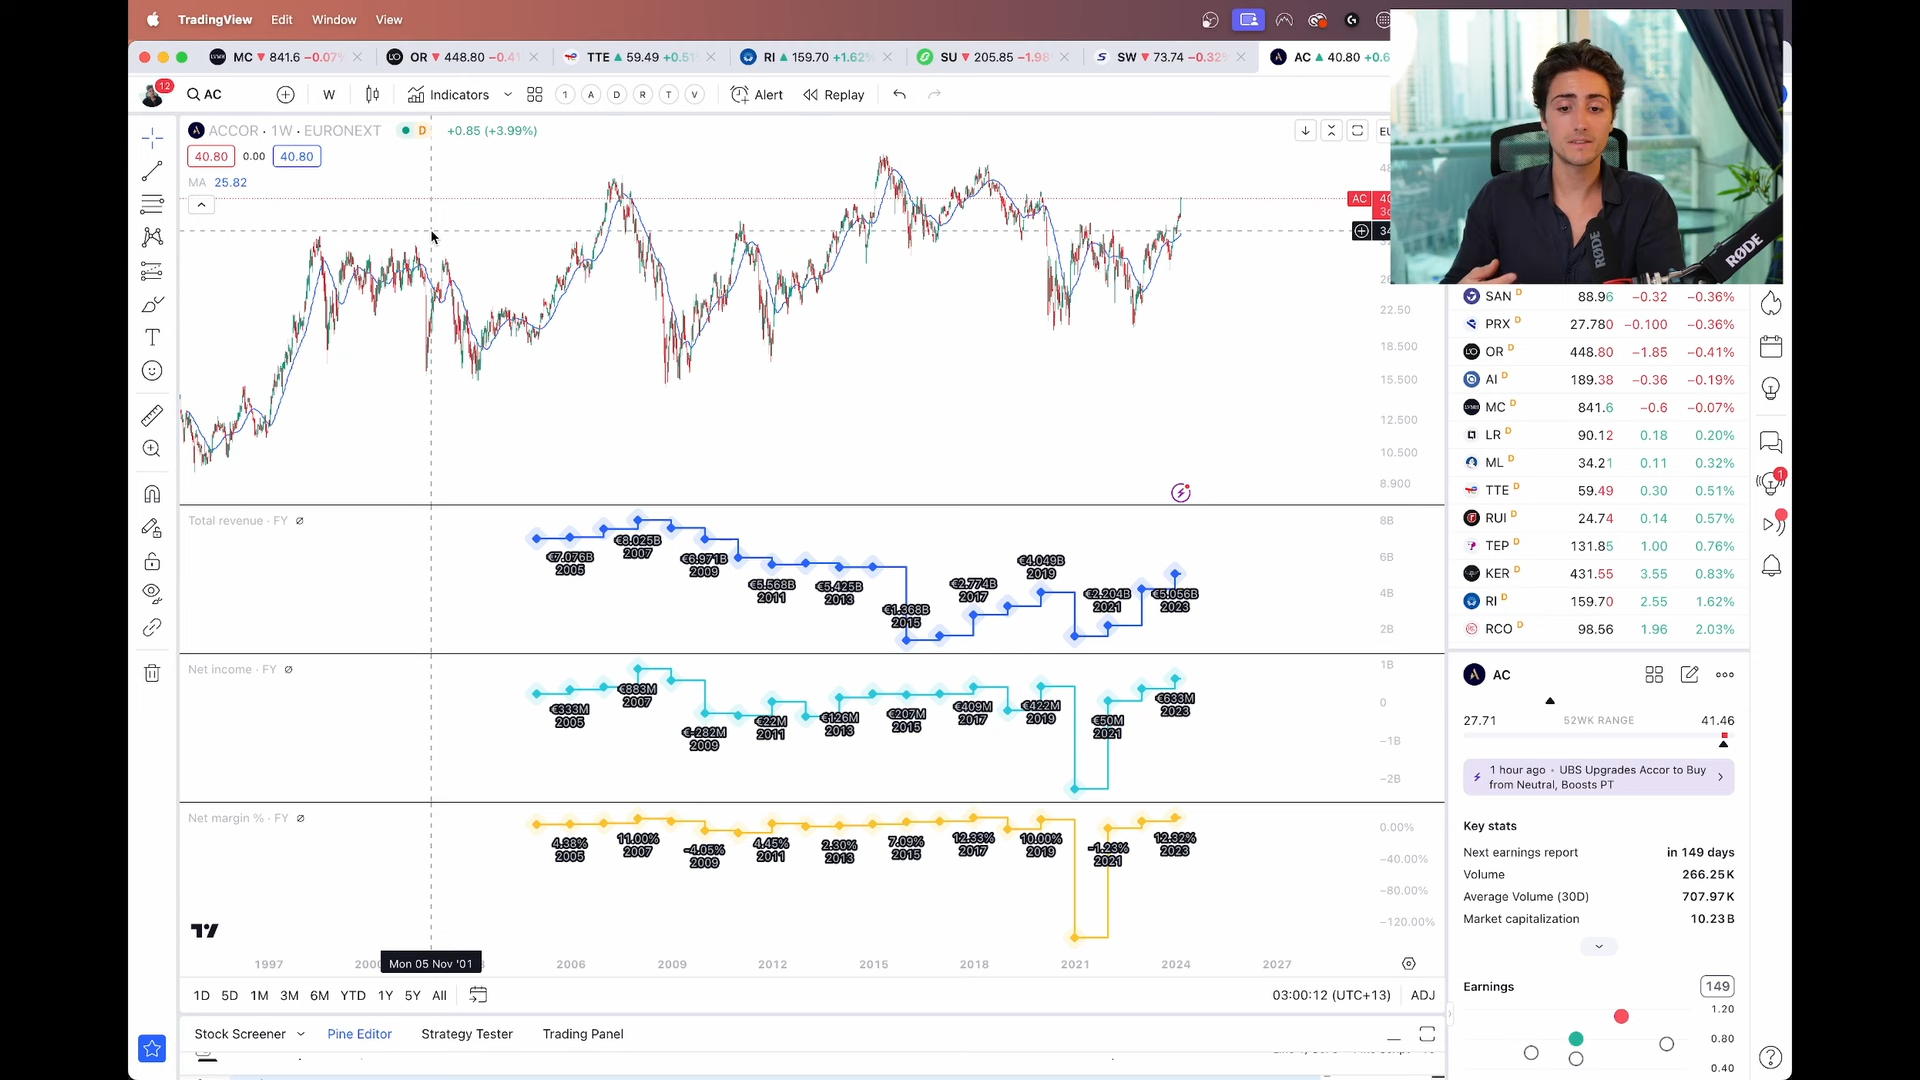 TradingView Edit Window View
MC 841.6 -0.07%
OR 448.80 -0.41
TTE 59.49 +0.51%
RI 159.70 +1.62%
SU 205.85 -1.98
SW 73.74 -0.32%
AC 40.80 +0.6
12
AC W Indicators 1 A D R T V Alert Replay
ACCOR · 1W · EURONEXT D +0.85 (+3.99%)
40.80 0.00 40.80
MA 25.82
AC 40
34
22.50
18.500
15.500
12.500
10.500
8.900
RØDE
RØDE
SAN D 88.96 −0.32 −0.36%
PRX D 27.780 −0.100 −0.36%
OR D 448.80 −1.85 −0.41%
AI D 189.38 −0.36 −0.19%
MC D 841.6 −0.6 −0.07%
LR D 90.12 0.18 0.20%
ML D 34.21 0.11 0.32%
TTE D 59.49 0.30 0.51%
RUI D 24.74 0.14 0.57%
TEP D 131.85 1.00 0.76%
KER D 431.55 3.55 0.83%
RI D 159.70 2.55 1.62%
RCO D 98.56 1.96 2.03%
1
Total revenue · FY
8B
6B
4B
2B
€7.076B
2005
€8.025B
2007
€6.971B
2009
€5.568B
2011
€5.425B
2013
€1.368B
2015
€2.774B
2017
€4.049B
2019
€2.204B
2021
€5.056B
2023
Net income · FY
1B
0
−1B
−2B
€333M
2005
€883M
2007
€-282M
2009
€22M
2011
€126M
2013
€207M
2015
€409M
2017
€422M
2019
€50M
2021
€633M
2023
Net margin % · FY
0.00%
−40.00%
−80.00%
−120.00%
4.38%
2005
11.00%
2007
-4.05%
2009
4.45%
2011
2.30%
2013
7.09%
2015
12.33%
2017
10.00%
2019
-1.23%
2021
12.32%
2023
1997 Mon 05 Nov '01 2006 2009 2012 2015 2018 2021 2024 2027
1D 5D 1M 3M 6M YTD 1Y 5Y All 03:00:12 (UTC+13) ADJ
Stock Screener Pine Editor Strategy Tester Trading Panel
AC
27.71 52WK RANGE 41.46
1 hour ago · UBS Upgrades Accor to Buy
from Neutral, Boosts PT
Key stats
Next earnings report in 149 days
Volume 266.25K
Average Volume (30D) 707.97K
Market capitalization 10.23B
Earnings 149
1.20
0.80
0.40